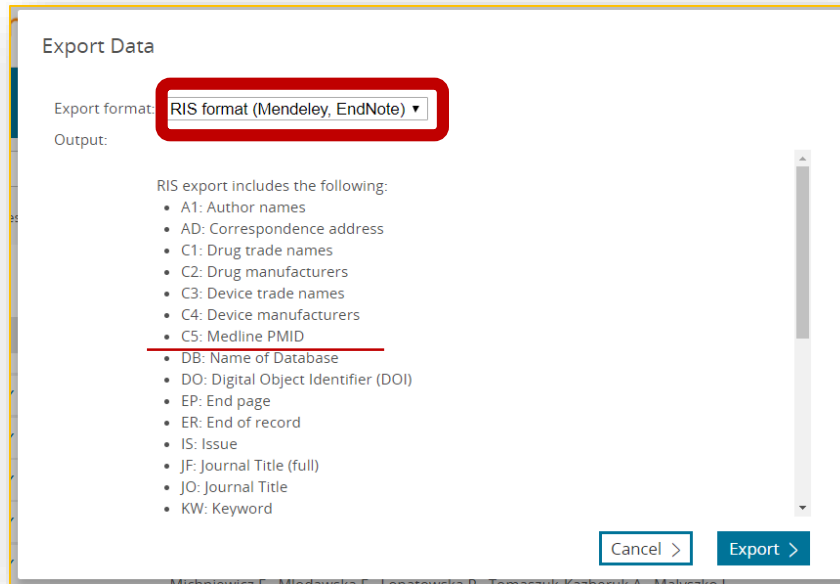 Export Data
Export format: RIS format (Mendeley, EndNote) ▾
Output:
RIS export includes the following:
• A1: Author names
• AD: Correspondence address
• C1: Drug trade names
• C2: Drug manufacturers
• C3: Device trade names
• C4: Device manufacturers
• C5: Medline PMID
• DB: Name of Database
• DO: Digital Object Identifier (DOI)
• EP: End page
• ER: End of record
• IS: Issue
• JF: Journal Title (full)
• JO: Journal Title
• KW: Keyword
Cancel >
Export >